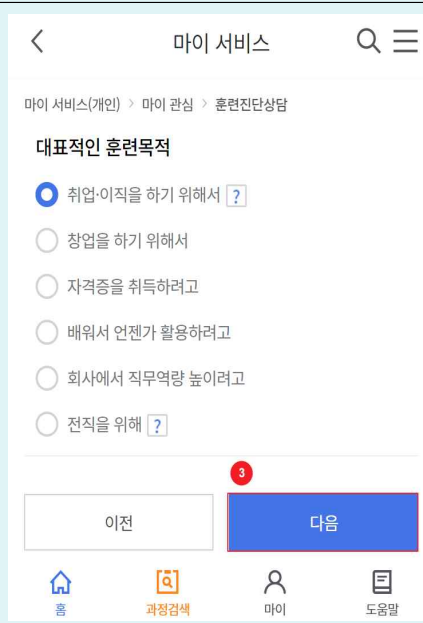 마이 서비스
마이 서비스(개인) > 마이 관심 > 훈련진단상담
대표적인 훈련목적
취업·이직을 하기 위해서 ?
창업을 하기 위해서
자격증을 취득하려고
배워서 언젠가 활용하려고
회사에서 직무역량 높이려고
전직을 위해 ?
3
이전 다음
홈 과정검색 마이 도움말